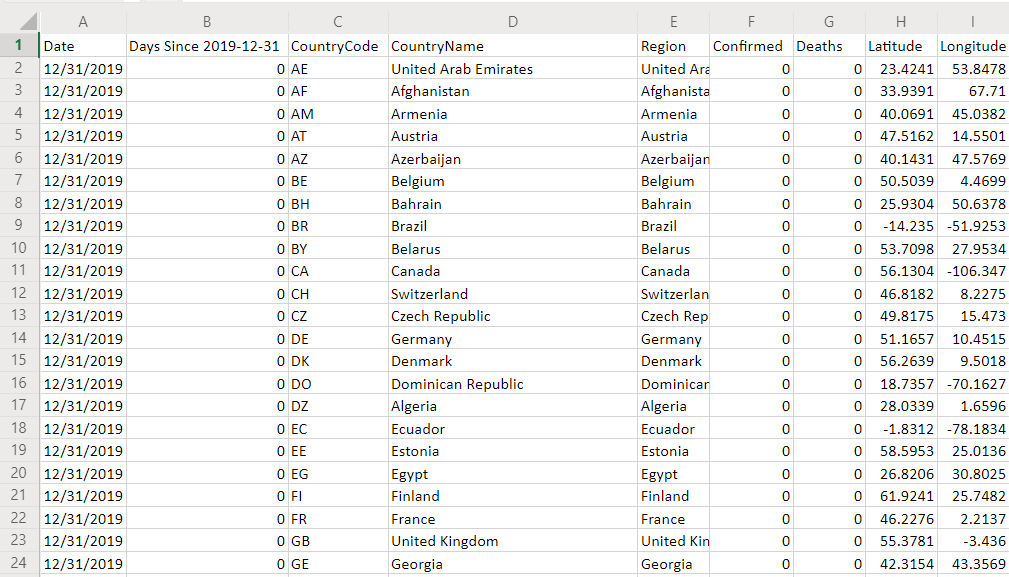 A B C D E F G H I
1 Date Days Since 2019-12-31 CountryCode CountryName Region Confirmed Deaths Latitude Longitude
2 12/31/2019 0 AE United Arab Emirates United Ara 0 0 23.4241 53.8478
3 12/31/2019 0 AF Afghanistan Afghanista 0 0 33.9391 67.71
4 12/31/2019 0 AM Armenia Armenia 0 0 40.0691 45.0382
5 12/31/2019 0 AT Austria Austria 0 0 47.5162 14.5501
6 12/31/2019 0 AZ Azerbaijan Azerbaijan 0 0 40.1431 47.5769
7 12/31/2019 0 BE Belgium Belgium 0 0 50.5039 4.4699
8 12/31/2019 0 BH Bahrain Bahrain 0 0 25.9304 50.6378
9 12/31/2019 0 BR Brazil Brazil 0 0 -14.235 -51.9253
10 12/31/2019 0 BY Belarus Belarus 0 0 53.7098 27.9534
11 12/31/2019 0 CA Canada Canada 0 0 56.1304 -106.347
12 12/31/2019 0 CH Switzerland Switzerlan 0 0 46.8182 8.2275
13 12/31/2019 0 CZ Czech Republic Czech Rep 0 0 49.8175 15.473
14 12/31/2019 0 DE Germany Germany 0 0 51.1657 10.4515
15 12/31/2019 0 DK Denmark Denmark 0 0 56.2639 9.5018
16 12/31/2019 0 DO Dominican Republic Dominican 0 0 18.7357 -70.1627
17 12/31/2019 0 DZ Algeria Algeria 0 0 28.0339 1.6596
18 12/31/2019 0 EC Ecuador Ecuador 0 0 -1.8312 -78.1834
19 12/31/2019 0 EE Estonia Estonia 0 0 58.5953 25.0136
20 12/31/2019 0 EG Egypt Egypt 0 0 26.8206 30.8025
21 12/31/2019 0 FI Finland Finland 0 0 61.9241 25.7482
22 12/31/2019 0 FR France France 0 0 46.2276 2.2137
23 12/31/2019 0 GB United Kingdom United Kin 0 0 55.3781 -3.436
24 12/31/2019 0 GE Georgia Georgia 0 0 42.3154 43.3569